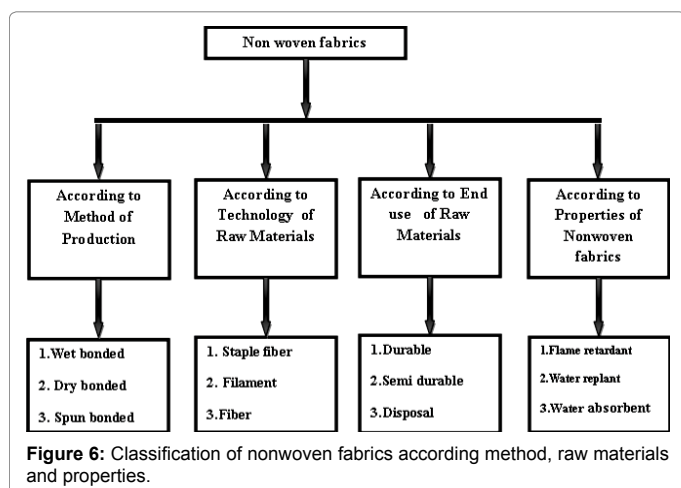 Non woven fabrics
According to
Method of
Production
According to
Technology of
Raw Materials
According to End
use of Raw
Materials
According to
Properties of
Nonwoven
fabrics
1.Wet bonded
2. Dry bonded
3. Spun bonded
1. Staple fiber
2. Filament
3.Fiber
1.Durable
2.Semi durable
3.Disposal
1.Flame retardant
2.Water replant
3.Water absorbent
Figure 6: Classification of nonwoven fabrics according method, raw materials
and properties.